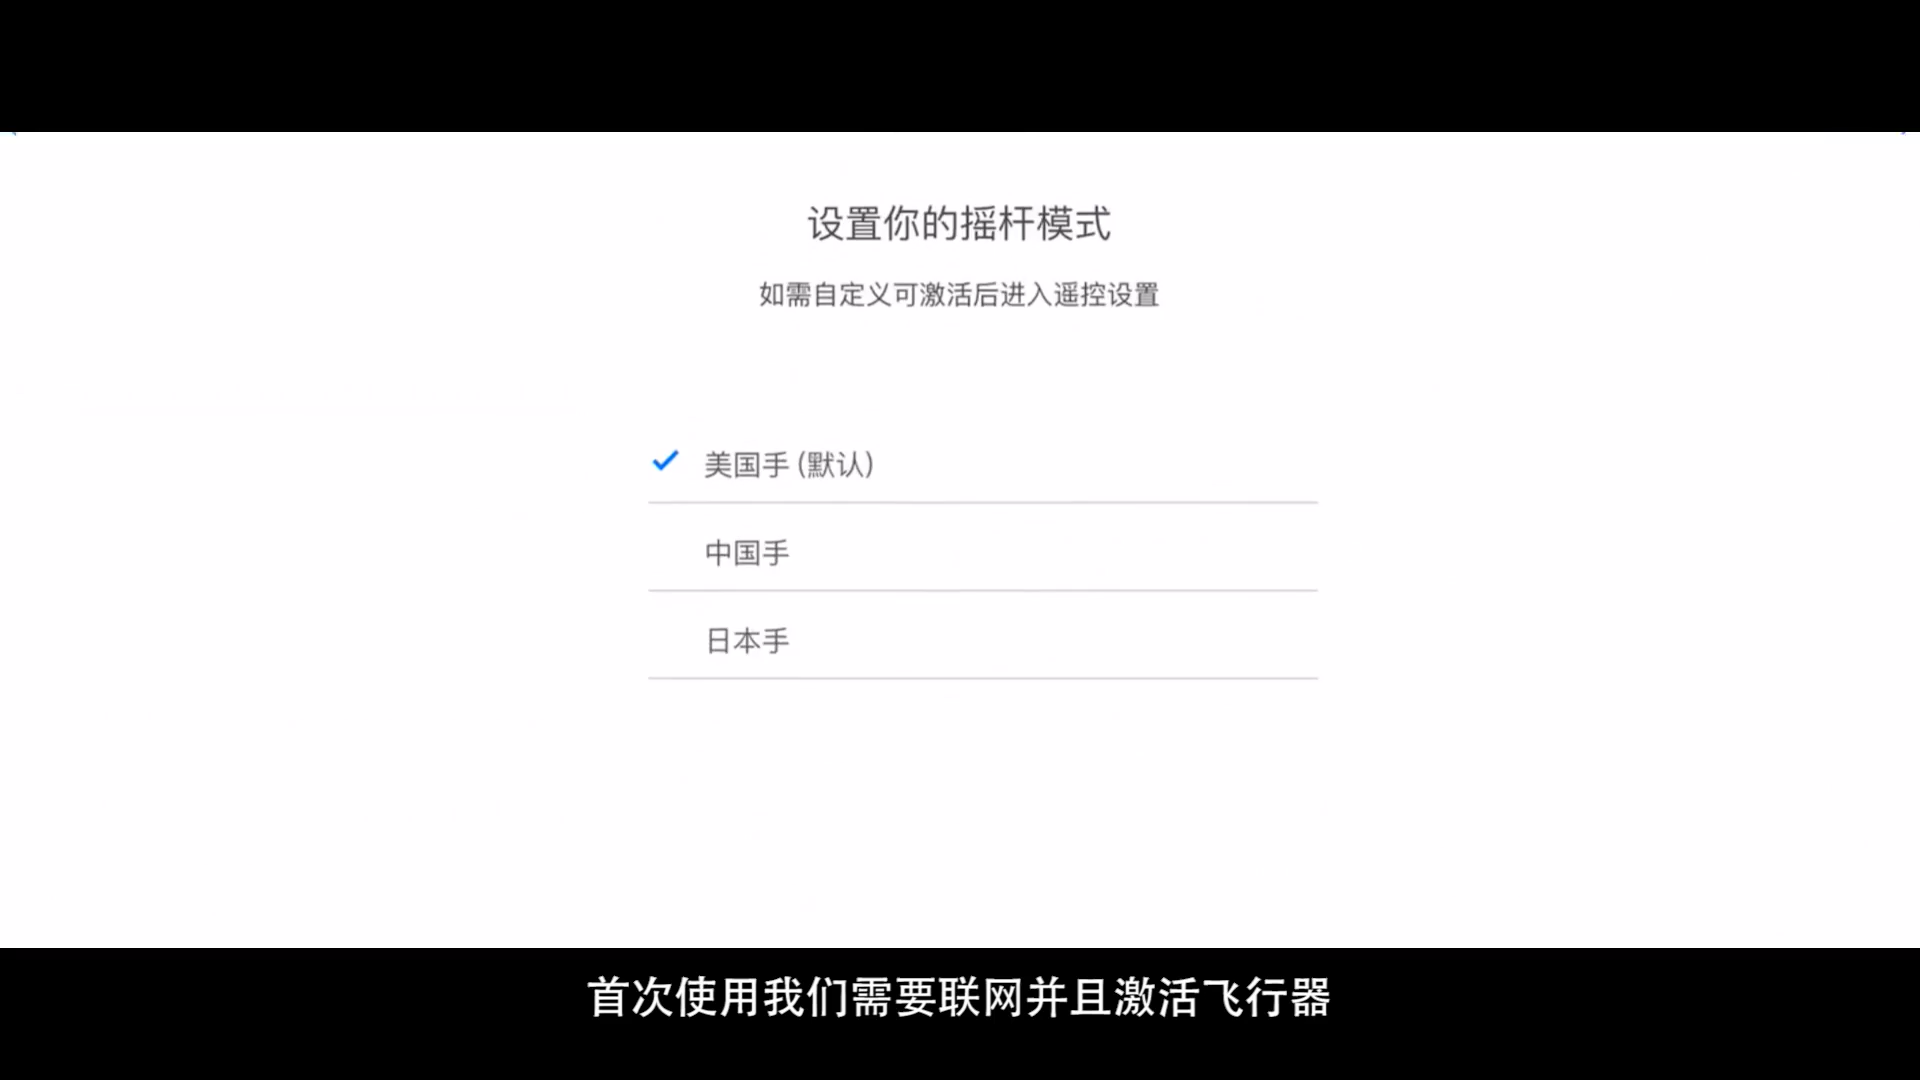 设置你的摇杆模式
如需自定义可激活后进入遥控设置
美国手 (默认)
中国手
日本手
首次使用我们需要联网并且激活飞行器